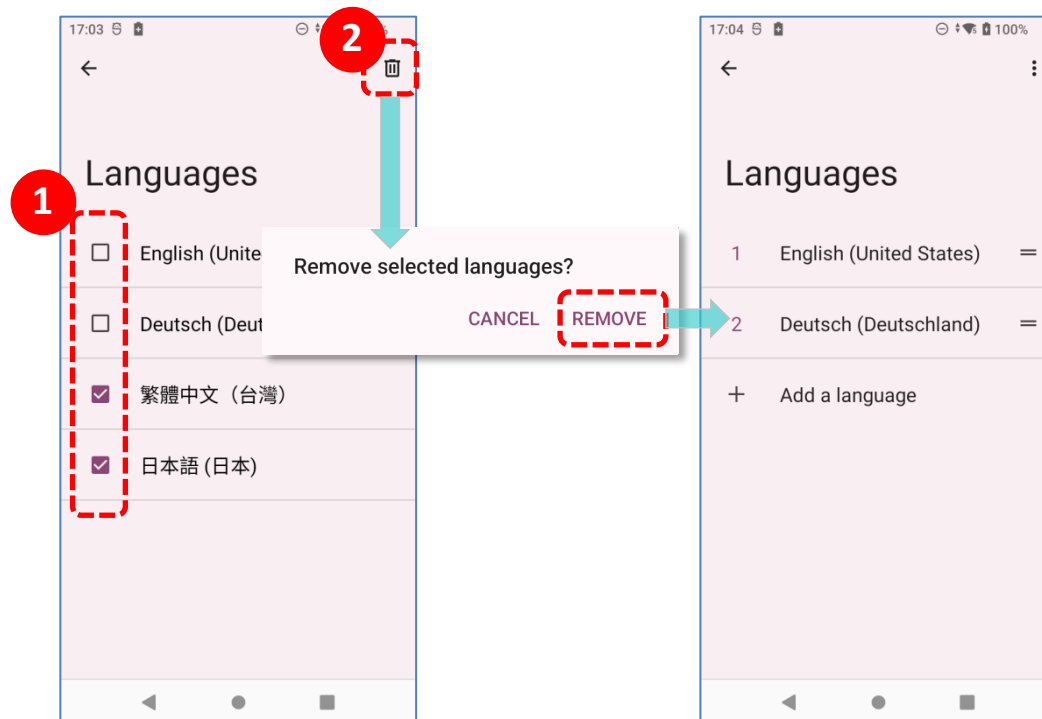 17:03
2
%
Languages
1
English (Unite
Deutsch (Deut
繁體中文（台灣）
日本語 (日本)
Remove selected languages?
CANCEL REMOVE
17:04 100%
Languages
1 English (United States)
2 Deutsch (Deutschland)
+ Add a language